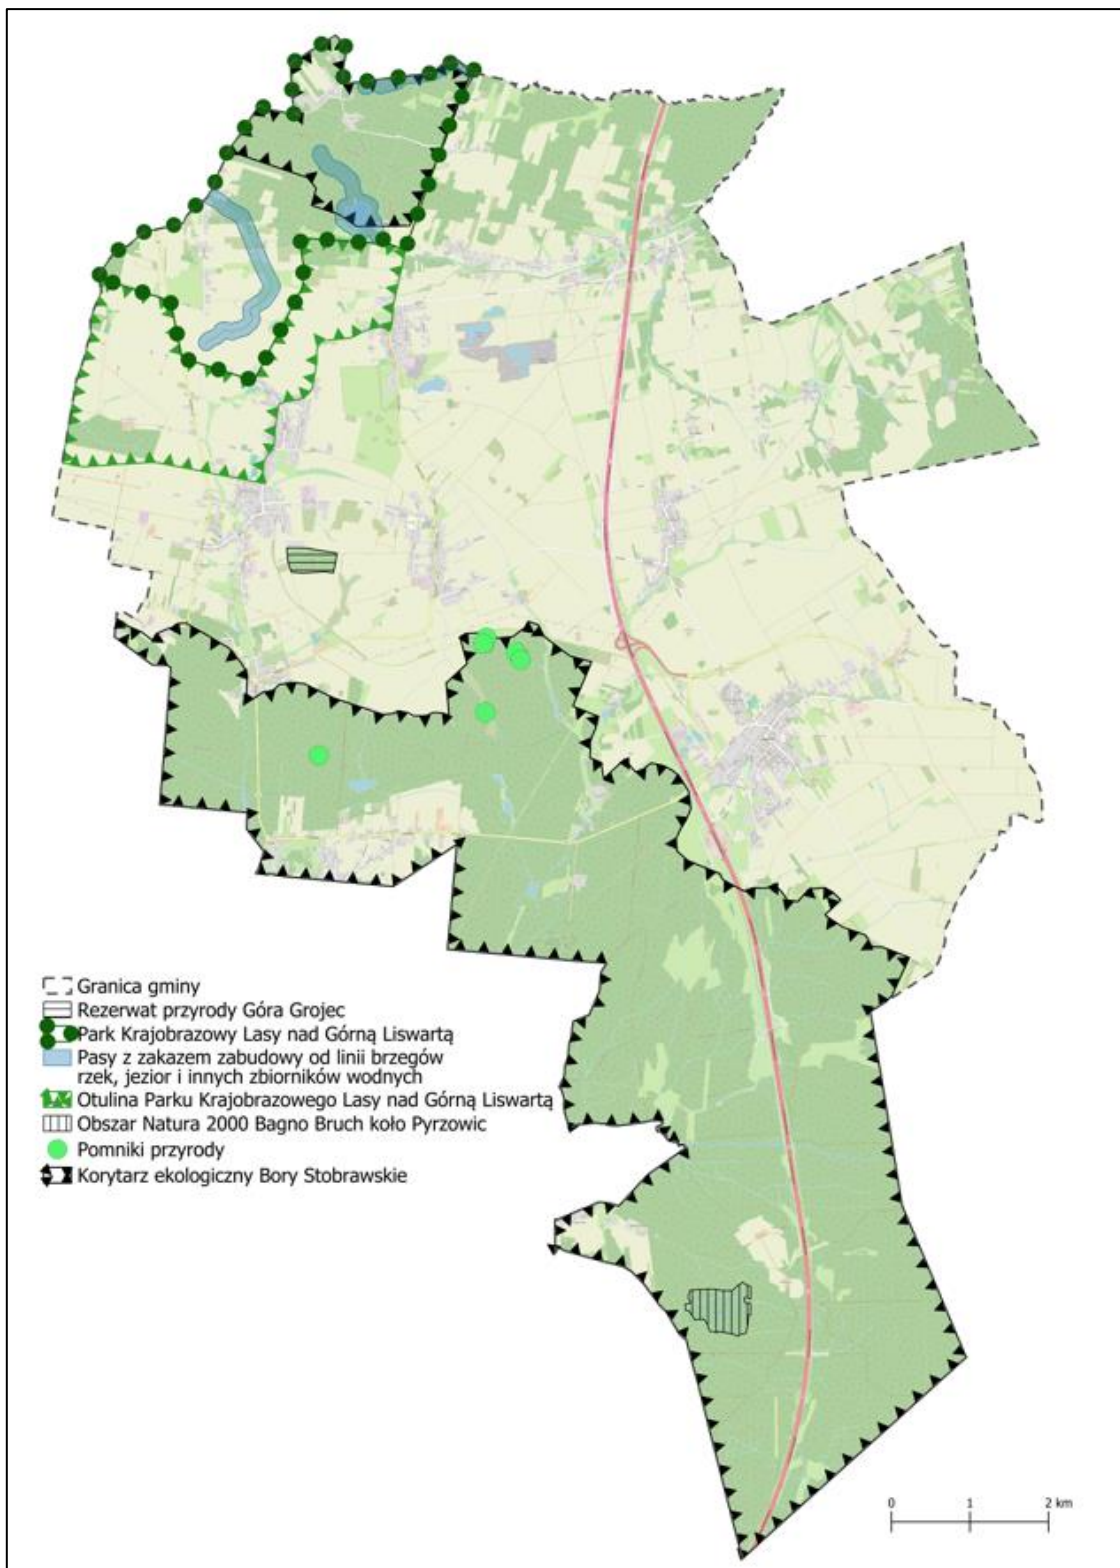 Granica gminy
Rezerwat przyrody Góra Grojec
Park Krajobrazowy Lasy nad Górną Liswartą
Pasy z zakazem zabudowy od linii brzegów
rzek, jezior i innych zbiorników wodnych
Otulina Parku Krajobrazowego Lasy nad Górną Liswartą
Obszar Natura 2000 Bagno Bruch koło Pyrzowic
Pomniki przyrody
Korytarz ekologiczny Bory Stobrawskie
0 1 2 km